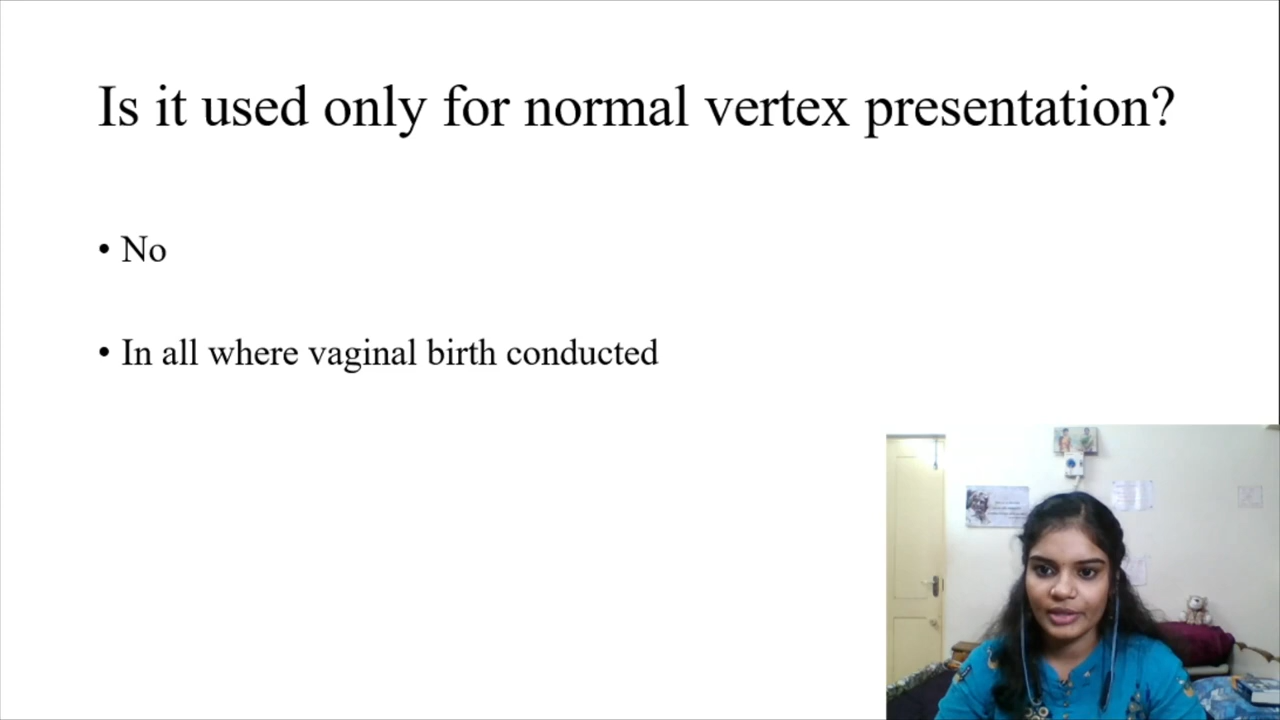 Is it used only for normal vertex presentation?
• No
• In all where vaginal birth conducted